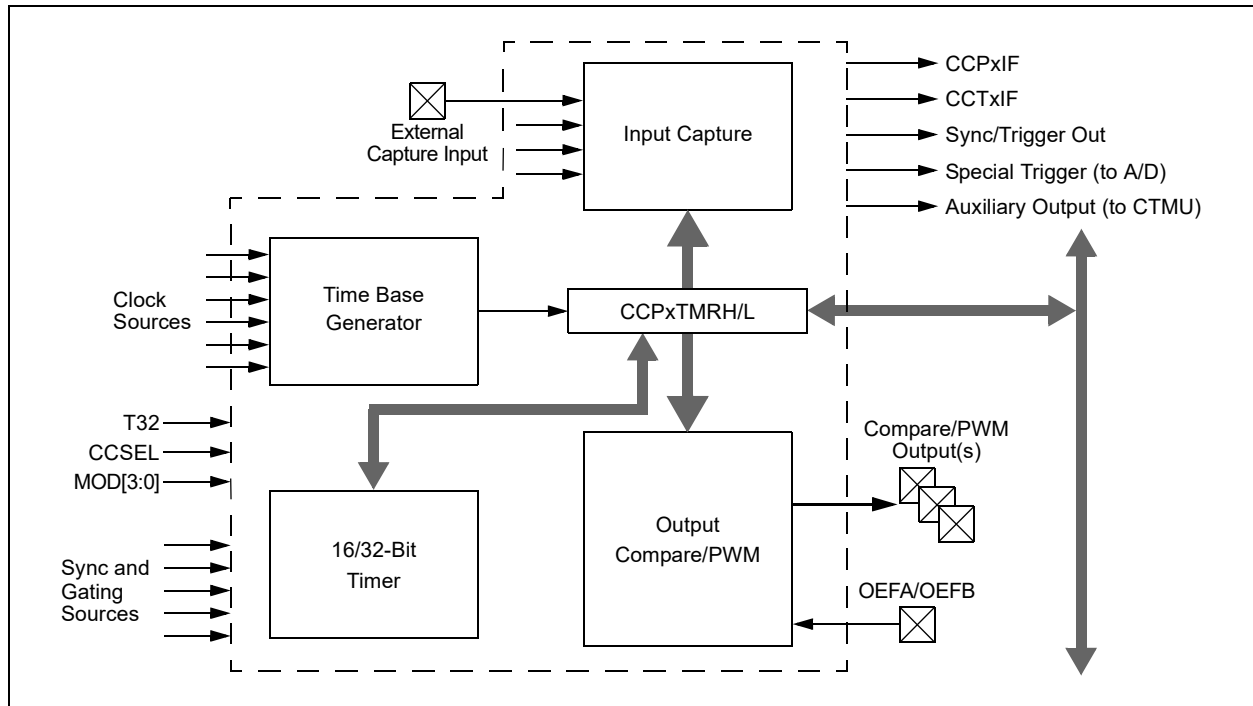 CCPxIF
CCTxIF
Sync/Trigger Out
Special Trigger (to A/D)
Auxiliary Output (to CTMU)
External
Capture Input
Input Capture
Clock
Sources
Time Base
Generator
CCPxTMRH/L
T32
CCSEL
MOD[3:0]
Sync and
Gating
Sources
16/32-Bit
Timer
Output
Compare/PWM
Compare/PWM
Output(s)
OEFA/OEFB